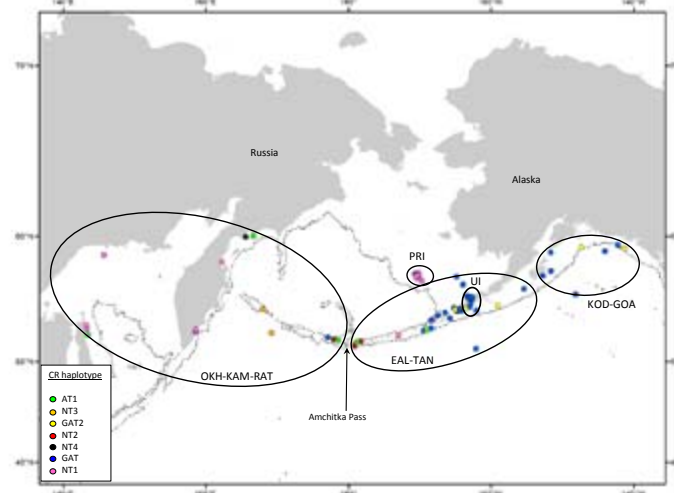 Russia
Alaska
PRI
UI
KOD-GOA
EAL-TAN
OKH-KAM-RAT
Amchitka Pass
CR haplotype
AT1
NT3
GAT2
NT2
NT4
GAT
NT1